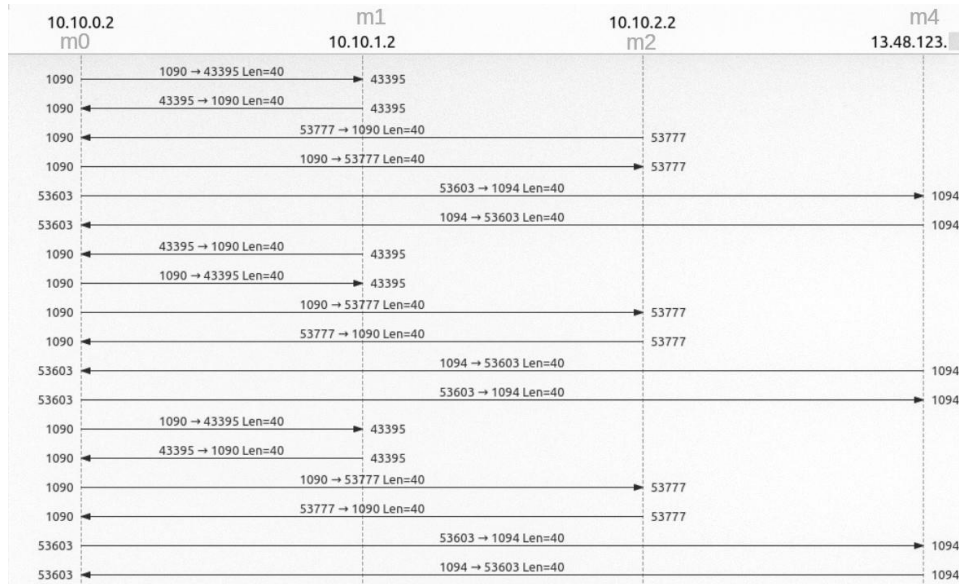 10.10.0.2 m1 10.10.2.2 m4
m0 10.10.1.2 m2 13.48.123.
1090 1090 → 43395 Len=40 43395
1090 43395 → 1090 Len=40 43395
1090 53777 → 1090 Len=40 53777
1090 1090 → 53777 Len=40 53777
53603 53603 → 1094 Len=40 1094
53603 1094 → 53603 Len=40 1094
1090 43395 → 1090 Len=40 43395
1090 1090 → 43395 Len=40 43395
1090 1090 → 53777 Len=40 53777
1090 53777 → 1090 Len=40 53777
53603 1094 → 53603 Len=40 1094
53603 53603 → 1094 Len=40 1094
1090 1090 → 43395 Len=40 43395
1090 43395 → 1090 Len=40 43395
1090 1090 → 53777 Len=40 53777
1090 53777 → 1090 Len=40 53777
53603 53603 → 1094 Len=40 1094
53603 1094 → 53603 Len=40 1094